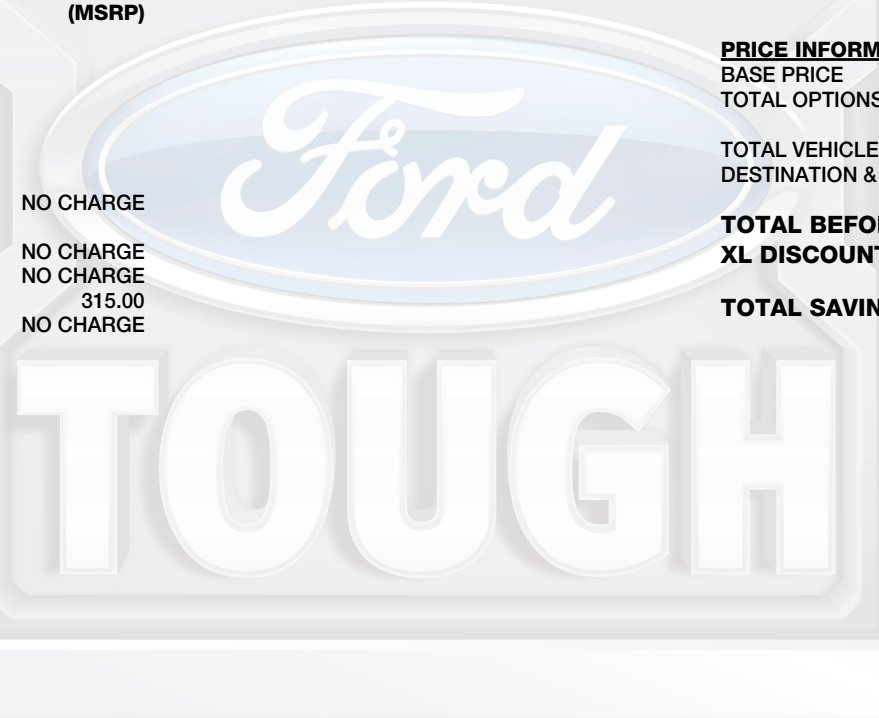 (MSRP)
NO CHARGE
NO CHARGE
NO CHARGE
315.00
NO CHARGE
PRICE INFORM
BASE PRICE
TOTAL OPTIONS
TOTAL VEHICLE
DESTINATION &
TOTAL BEFO
XL DISCOUNT
TOTAL SAVIN
Ford
TOUGH